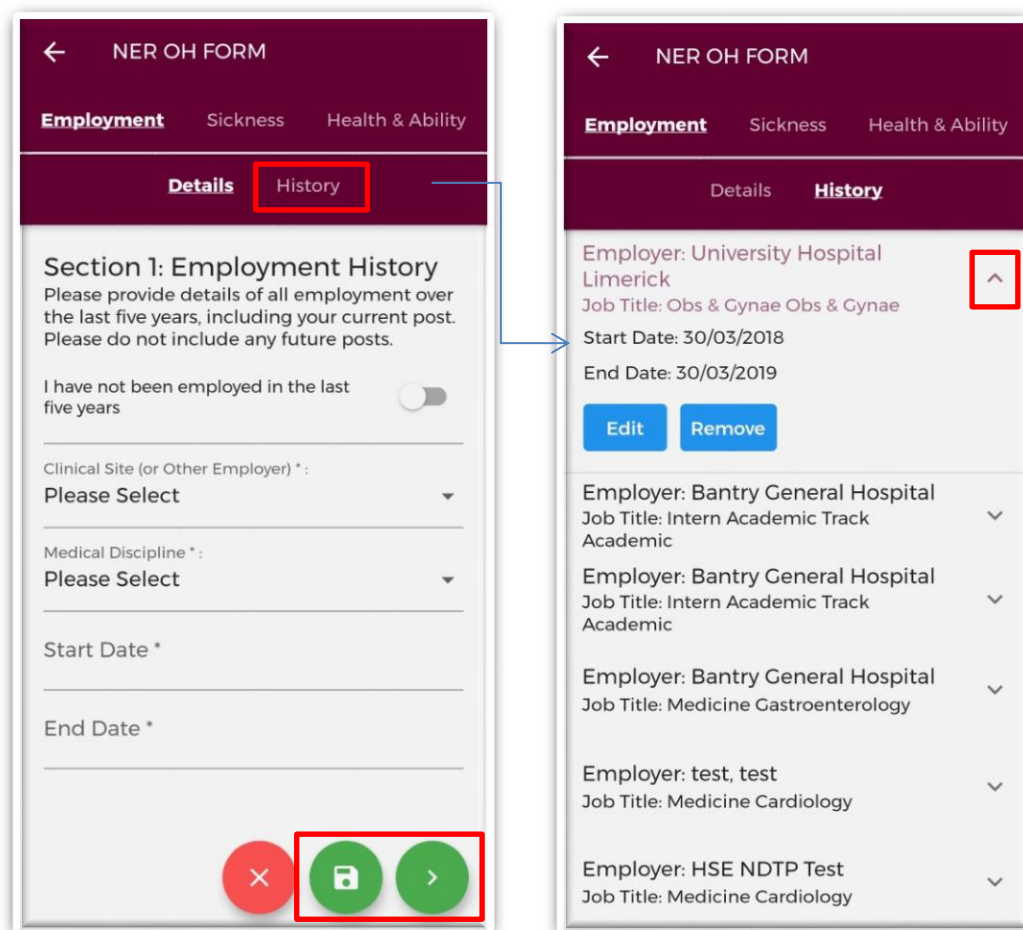 NER OH FORM
Employment Sickness Health & Ability
Details History
Section 1: Employment History
Please provide details of all employment over
the last five years, including your current post.
Please do not include any future posts.
I have not been employed in the last
five years
Clinical Site (or Other Employer) * :
Please Select
Medical Discipline * :
Please Select
Start Date *
End Date *
NER OH FORM
Employment Sickness Health & Ability
Details History
Employer: University Hospital
Limerick
Job Title: Obs & Gynae Obs & Gynae
Start Date: 30/03/2018
End Date: 30/03/2019
Edit Remove
Employer: Bantry General Hospital
Job Title: Intern Academic Track
Academic
Employer: Bantry General Hospital
Job Title: Intern Academic Track
Academic
Employer: Bantry General Hospital
Job Title: Medicine Gastroenterology
Employer: test, test
Job Title: Medicine Cardiology
Employer: HSE NDTP Test
Job Title: Medicine Cardiology